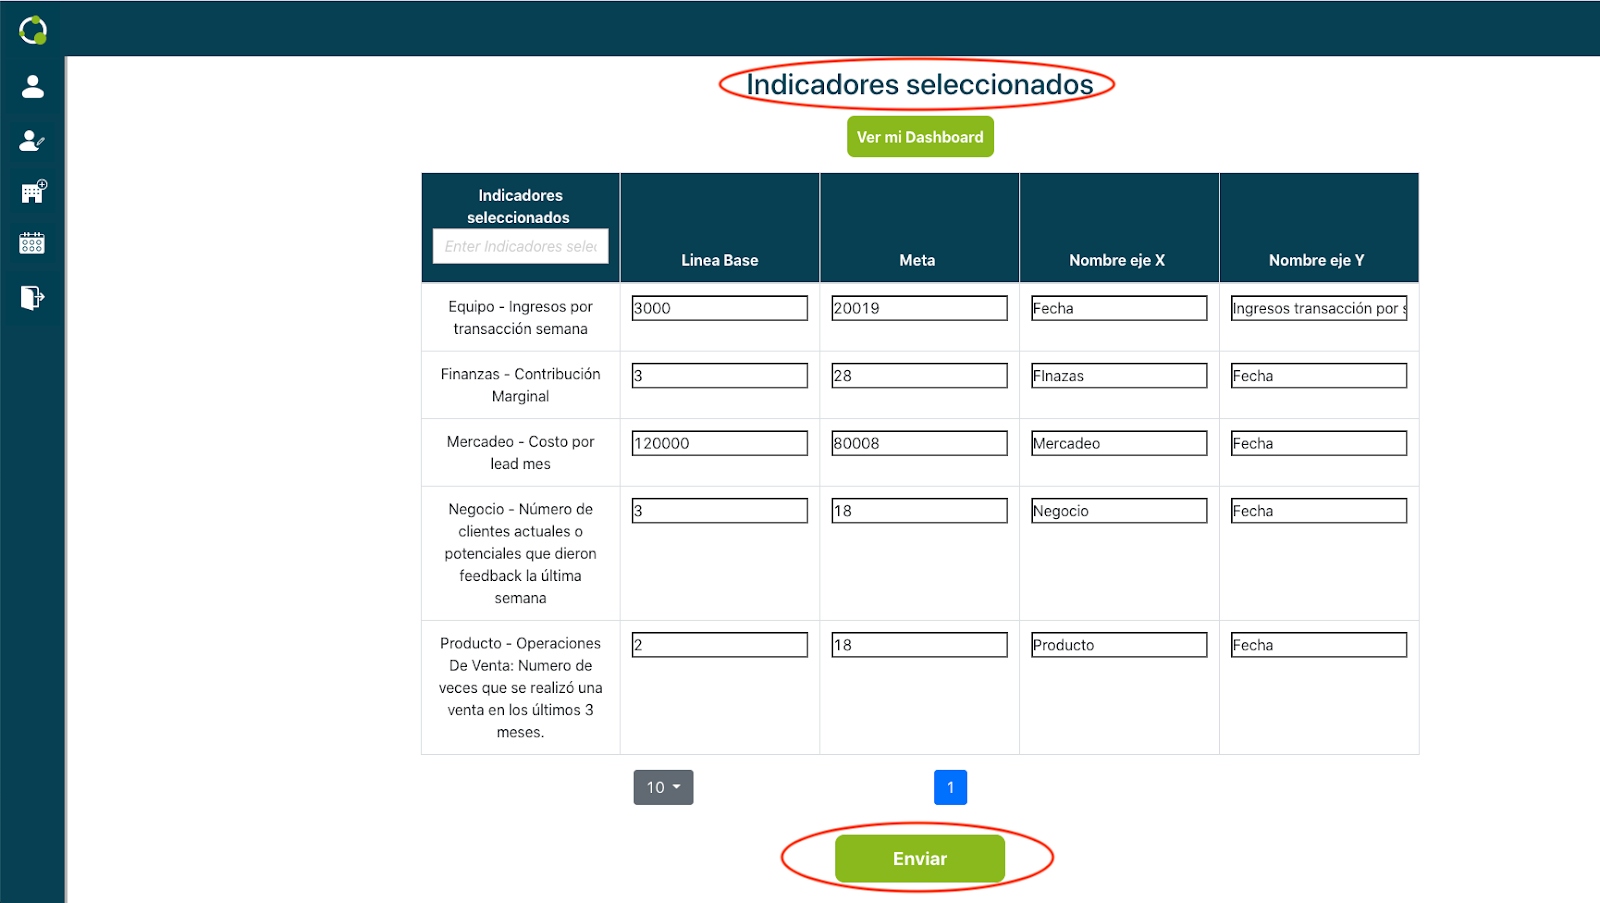 Indicadores seleccionados
Ver mi Dashboard
Indicadores
seleccionados
Enter Indicadores selec
Linea Base
Meta
Nombre eje X
Nombre eje Y
Equipo - Ingresos por
transacción semana
3000
20019
Fecha
Ingresos transacción por s
Finanzas - Contribución
Marginal
3
28
FInazas
Fecha
Mercadeo - Costo por
lead mes
120000
80008
Mercadeo
Fecha
Negocio - Número de
clientes actuales o
potenciales que dieron
feedback la última
semana
3
18
Negocio
Fecha
Producto - Operaciones
De Venta: Numero de
veces que se realizó una
venta en los últimos 3
meses.
2
18
Producto
Fecha
10
1
Enviar